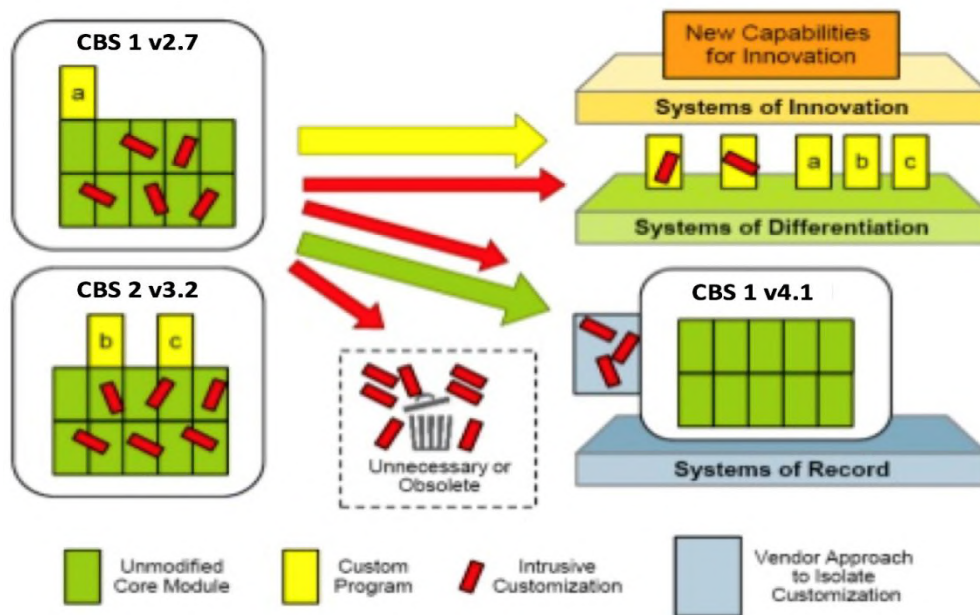 CBS 1 v2.7
a
CBS 2 v3.2
b c
New Capabilities
for Innovation
Systems of Innovation
a b c
Systems of Differentiation
CBS 1 v4.1
Systems of Record
Unnecessary or
Obsolete
Unmodified
Core Module
Custom
Program
Intrusive
Customization
Vendor Approach
to Isolate
Customization